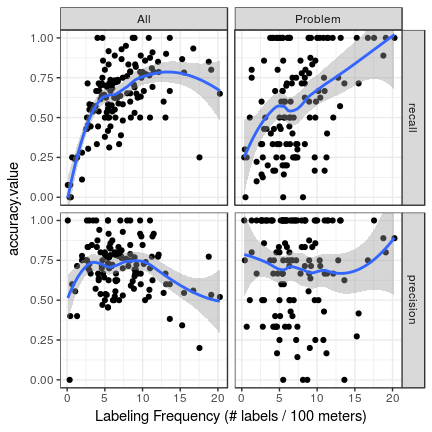 All Problem
1.00
0.75
0.50
0.25
0.00
recall
1.00
0.75
0.50
0.25
0.00
precision
accuracy.value
0 5 10 15 20 0 5 10 15 20
Labeling Frequency (# labels / 100 meters)